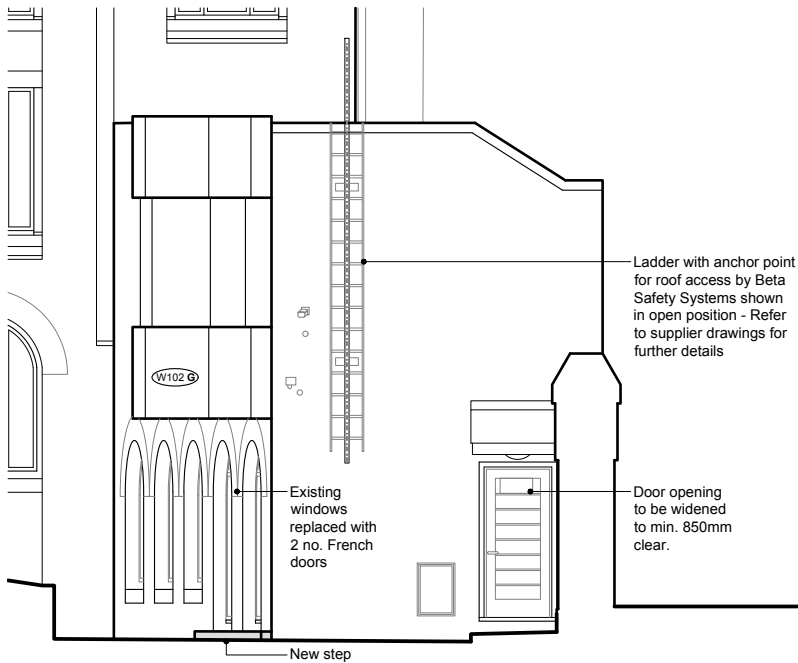 Ladder with anchor point
for roof access by Beta
Safety Systems shown
in open position - Refer
to supplier drawings for
further details
W102 G
Existing
windows
replaced with
2 no. French
doors
Door opening
to be widened
to min. 850mm
clear.
New step